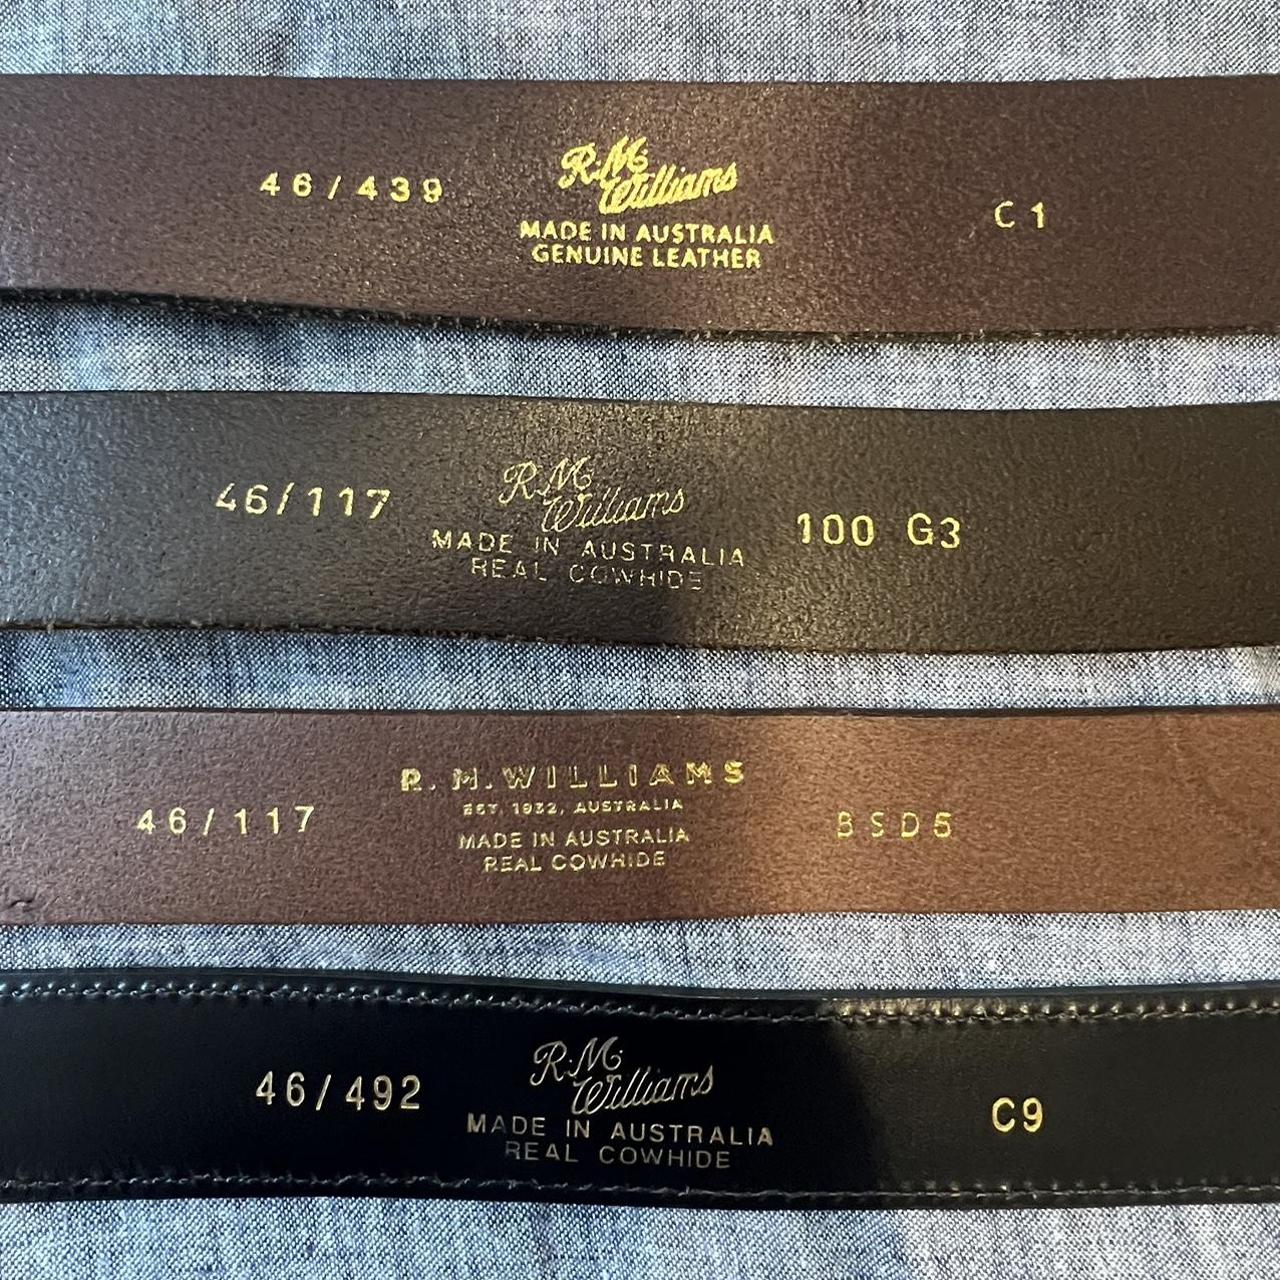 46/439
R.M.
Williams
MADE IN AUSTRALIA
GENUINE LEATHER
C1
46/117
R.M.
Williams
MADE IN AUSTRALIA
REAL COWHIDE
100 G3
46/117
R.M.WILLIAMS
EST. 1932, AUSTRALIA
MADE IN AUSTRALIA
REAL COWHIDE
BSD5
46/492
R.M.
Williams
MADE IN AUSTRALIA
REAL COWHIDE
C9